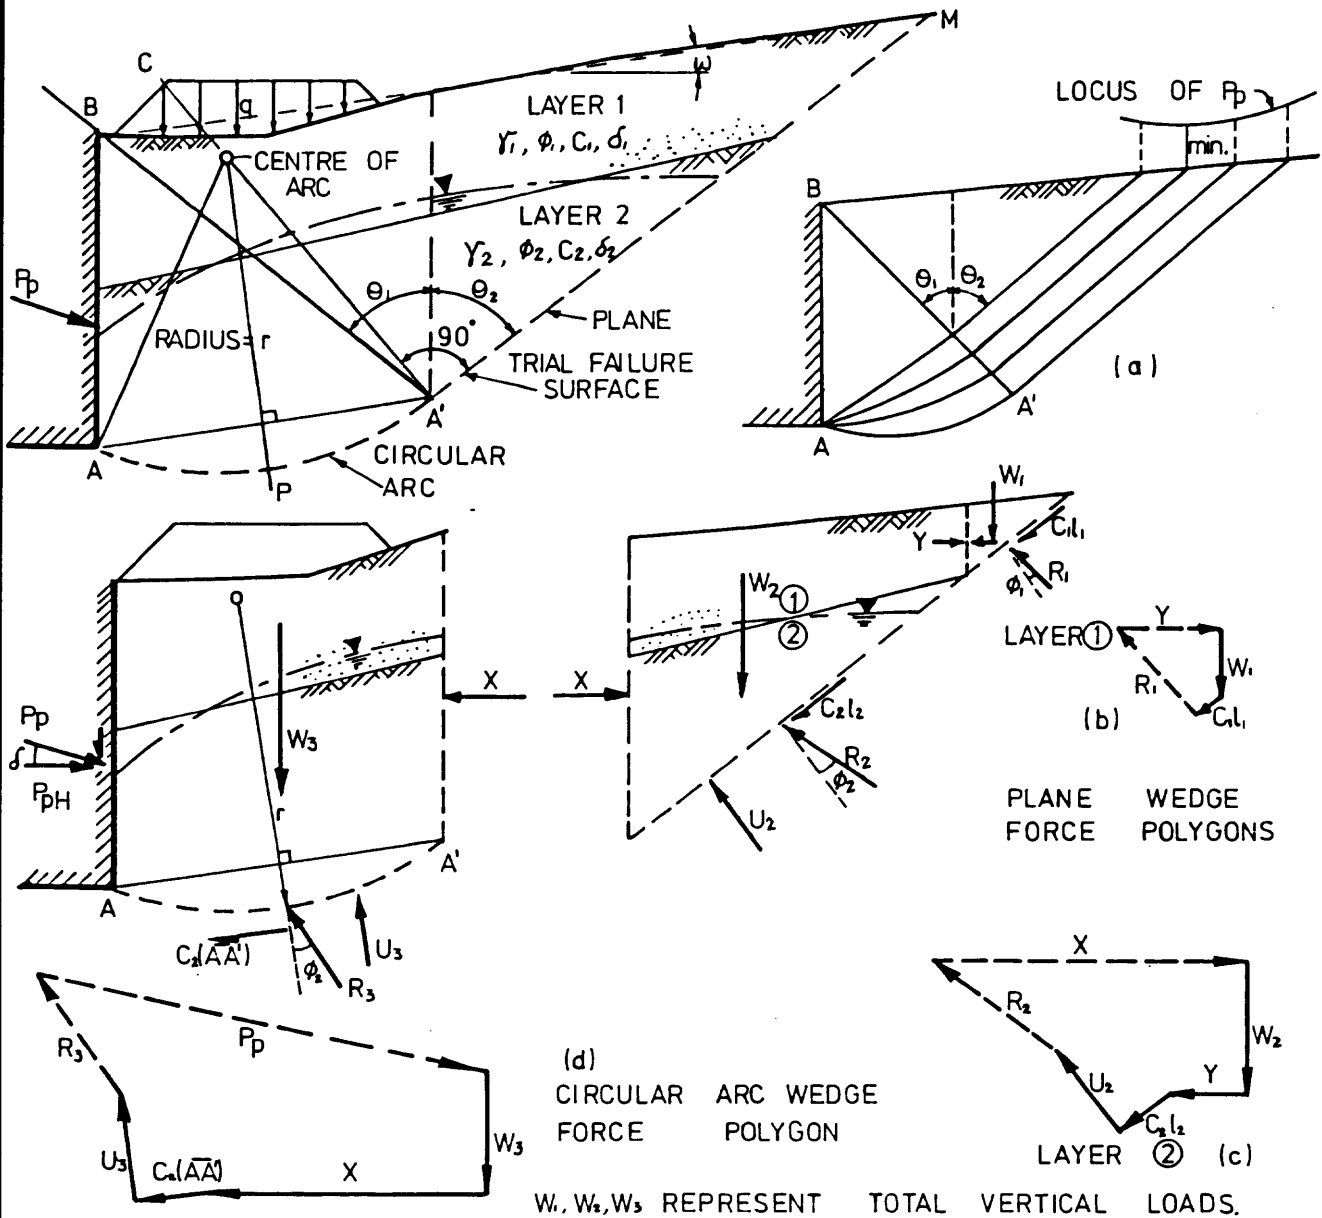 C
M
B
q
ω
LAYER 1
γ₁, ϕ₁, C₁, δ₁
CENTRE OF
ARC
LAYER 2
γ₂, ϕ₂, C₂, δ₂
Pp
θ₁
θ₂
RADIUS = r
90°
PLANE
TRIAL FAILURE
SURFACE
A'
A
P
CIRCULAR
ARC
LOCUS OF Pp
min.
B
θ₁
θ₂
(a)
A'
A
O
X
W₃
Pp
δ
PpH
r
A'
A
C₂(AA')
ϕ₂
R₃
U₃
X
W₁
C₁l₁
Y
R₁
ϕ₁
W₂
①
②
C₂l₂
R₂
ϕ₂
U₂
LAYER ①
Y
W₁
R₁
C₁l₁
(b)
PLANE WEDGE
FORCE POLYGONS
X
R₂
W₂
U₂
Y
C₂l₂
LAYER ② (c)
R₃
Pp
W₃
U₃
C₂(AA')
X
(d)
CIRCULAR ARC WEDGE
FORCE POLYGON
W₁, W₂, W₃ REPRESENT TOTAL VERTICAL LOADS.